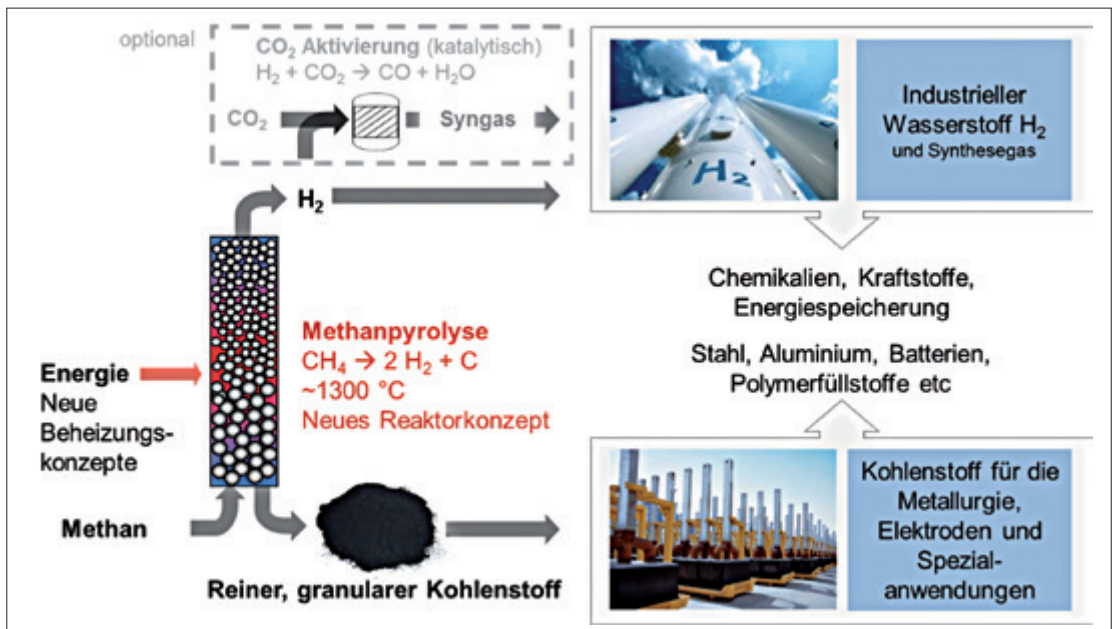 optional
CO₂ Aktivierung (katalytisch)
H₂ + CO₂ → CO + H₂O
CO₂
Syngas
H₂
Industrieller
Wasserstoff H₂
und Synthesegas
H₂
Chemikalien, Kraftstoffe,
Energiespeicherung
Methanpyrolyse
CH₄ → 2 H₂ + C
~1300 °C
Neues Reaktorkonzept
Energie
Neue
Beheizungs-
konzepte
Stahl, Aluminium, Batterien,
Polymerfüllstoffe etc
Methan
Reiner, granularer Kohlenstoff
Kohlenstoff für die
Metallurgie,
Elektroden und
Spezial-
anwendungen